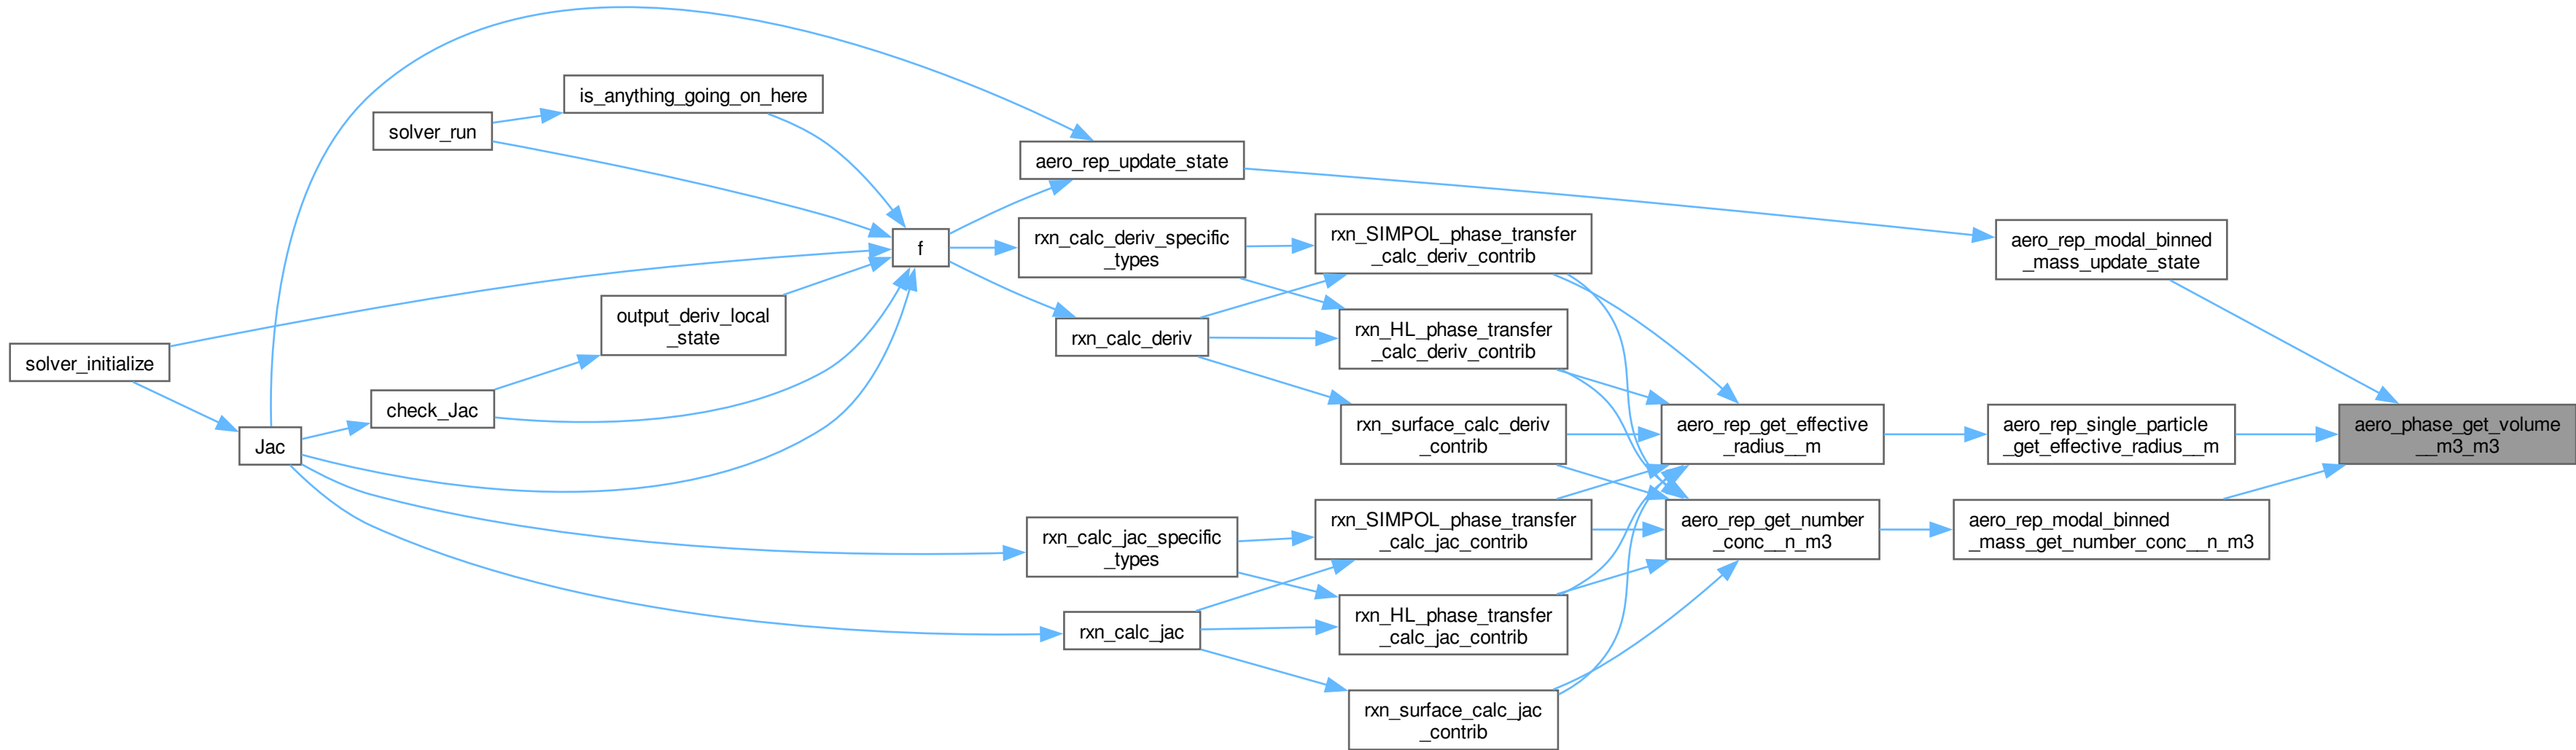 is_anything_going_on_here
solver_run
aero_rep_update_state
rxn_SIMPOL_phase_transfer
_calc_deriv_contrib
rxn_calc_deriv_specific
_types
aero_rep_modal_binned
_mass_update_state
f
output_deriv_local
_state
rxn_calc_deriv
rxn_HL_phase_transfer
_calc_deriv_contrib
solver_initialize
check_Jac
rxn_surface_calc_deriv
_contrib
aero_rep_get_effective
_radius__m
aero_rep_single_particle
_get_effective_radius__m
aero_phase_get_volume
__m3_m3
Jac
rxn_calc_jac_specific
_types
rxn_SIMPOL_phase_transfer
_calc_jac_contrib
aero_rep_get_number
_conc__n_m3
aero_rep_modal_binned
_mass_get_number_conc__n_m3
rxn_calc_jac
rxn_HL_phase_transfer
_calc_jac_contrib
rxn_surface_calc_jac
_contrib